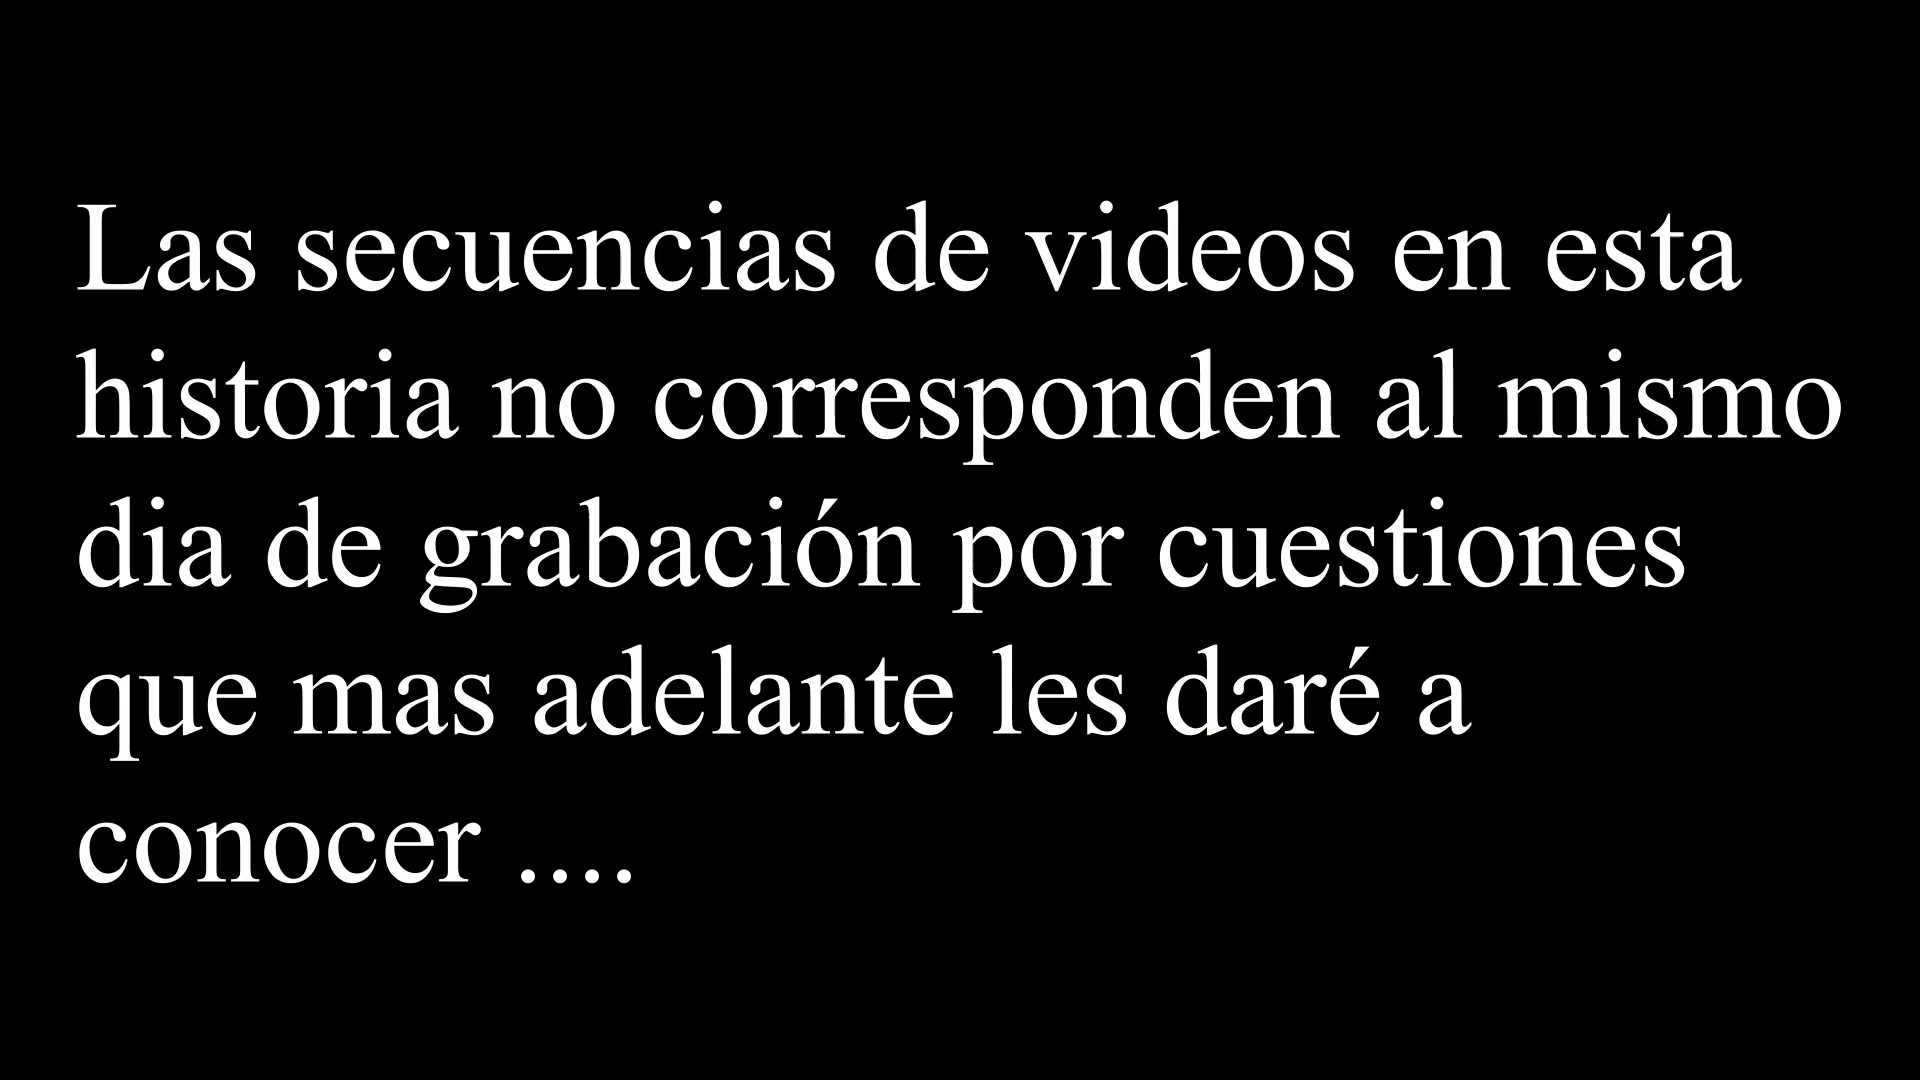 Las secuencias de videos en esta
historia no corresponden al mismo
dia de grabación por cuestiones
que mas adelante les daré a
conocer ....